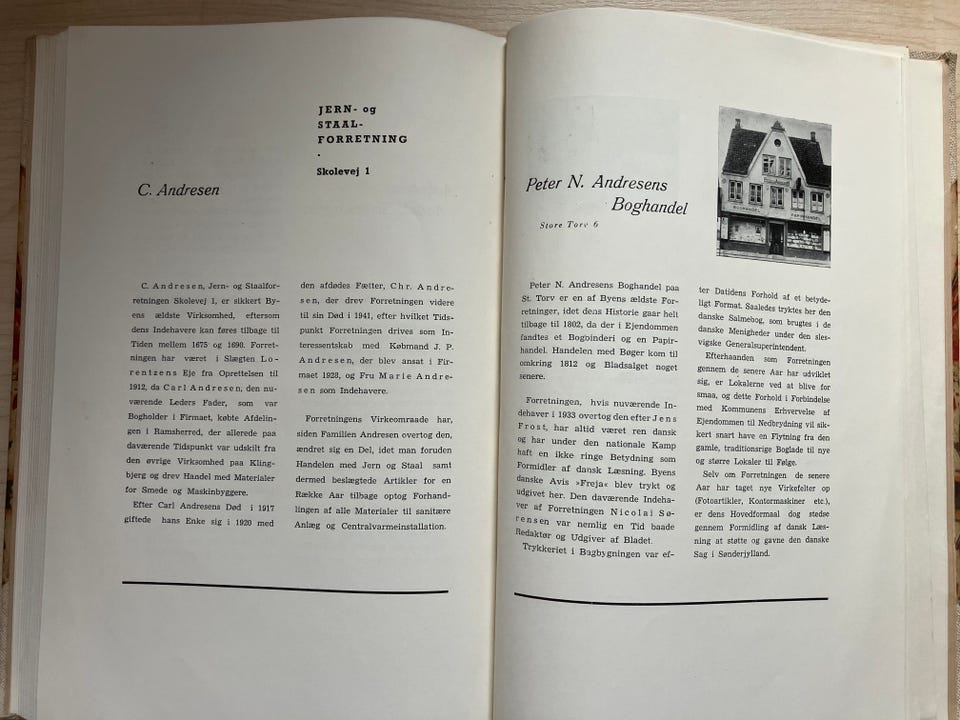 JERN- og
STAAL-
FORRETNING
.
Skolevej 1
C. Andresen
C. Andresen, Jern- og Staalfor-
retningen Skolevej 1, er sikkert By-
ens ældste Virksomhed, eftersom
dens Indehavere kan føres tilbage til
Tiden mellem 1675 og 1690. Forret-
ningen har været i Slægten Lo-
rentzens Eje fra Oprettelsen til
1912, da Carl Andresen, den nu-
værende Leders Fader, som var
Bogholder i Firmaet, købte Afdelin-
gen i Ramsherred, der allerede paa
daværende Tidspunkt var udskilt fra
den øvrige Virksomhed paa Kling-
bjerg og drev Handel med Materialer
for Smede og Maskinbyggere.
Efter Carl Andresens Død i 1917
giftede hans Enke sig i 1920 med
den afdødes Fætter, Chr. Andre-
sen, der drev Forretningen videre
til sin Død i 1941, efter hvilket Tids-
punkt Forretningen drives som In-
teressentskab med Købmand J. P.
Andresen, der blev ansat i Fir-
maet 1928, og Fru Marie Andre-
sen som Indehavere.
Forretningens Virkeomraade har,
siden Familien Andresen overtog den,
ændret sig en Del, idet man foruden
Handelen med Jern og Staal samt
dermed beslægtede Artikler for en
Række Aar tilbage optog Forhand-
lingen af alle Materialer til sanitære
Anlæg og Centralvarmeinstallation.
Peter N. Andresens
Boghandel
Store Torv 6
BOGHANDEL
PAPIRHANDEL
Peter N. Andresens Boghandel paa
St. Torv er en af Byens ældste For-
retninger, idet dens Historie gaar helt
tilbage til 1802, da der i Ejendommen
fandtes et Bogbinderi og en Papir-
handel. Handelen med Bøger kom til
omkring 1812 og Bladsalget noget
senere.
Forretningen, hvis nuværende In-
dehaver i 1933 overtog den efter Jens
Frost, har altid været ren dansk
og har under den nationale Kamp
haft en ikke ringe Betydning som
Formidler af dansk Læsning. Byens
danske Avis »Freja« blev trykt og
udgivet her. Den daværende Indeha-
ver af Forretningen Nicolai Sø-
rensen var nemlig en Tid baade
Redaktør og Udgiver af Bladet.
Trykkeriet i Bagbygningen var ef-
ter Datidens Forhold af et betyde-
ligt Format. Saaledes tryktes her den
danske Salmebog, som brugtes i de
danske Menigheder under den sles-
vigske Generalsuperintendent.
Efterhaanden som Forretningen
gennem de senere Aar har udviklet
sig, er Lokalerne ved at blive for
smaa, og dette Forhold i Forbindelse
med Kommunens Erhvervelse af
Ejendommen til Nedbrydning vil sik-
kert snart have en Flytning fra den
gamle, traditionsrige Boglade til nye
og større Lokaler til Følge.
Selv om Forretningen de senere
Aar har taget nye Virkefelter op
(Fotoartikler, Kontormaskiner etc.),
er dens Hovedformaal dog stedse
gennem Formidling af dansk Læs-
ning at støtte og gavne den danske
Sag i Sønderjylland.